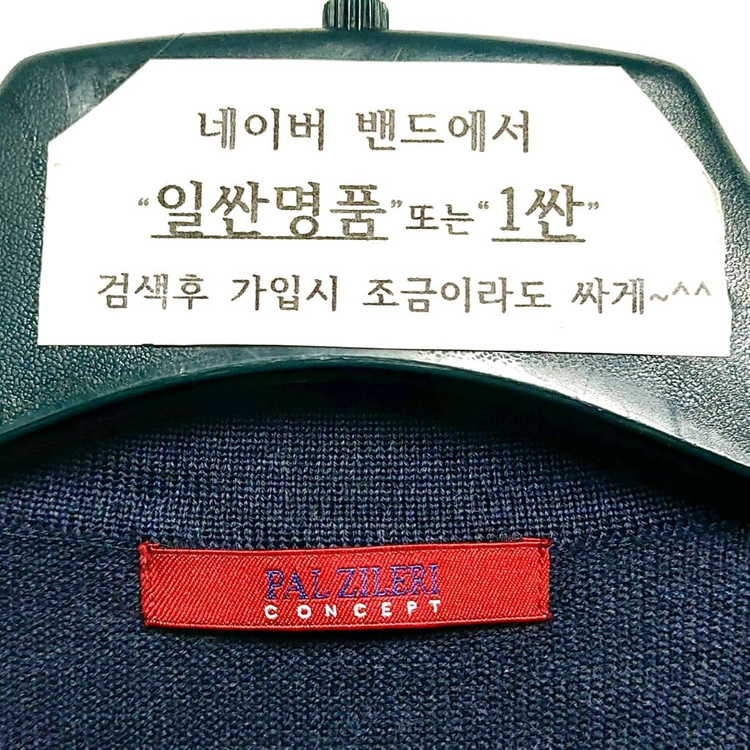 네이버 밴드에서
“일싼명품”또는“1싼”
검색후 가입시 조금이라도 싸게~^^
PAL ZILERI
CONCEPT